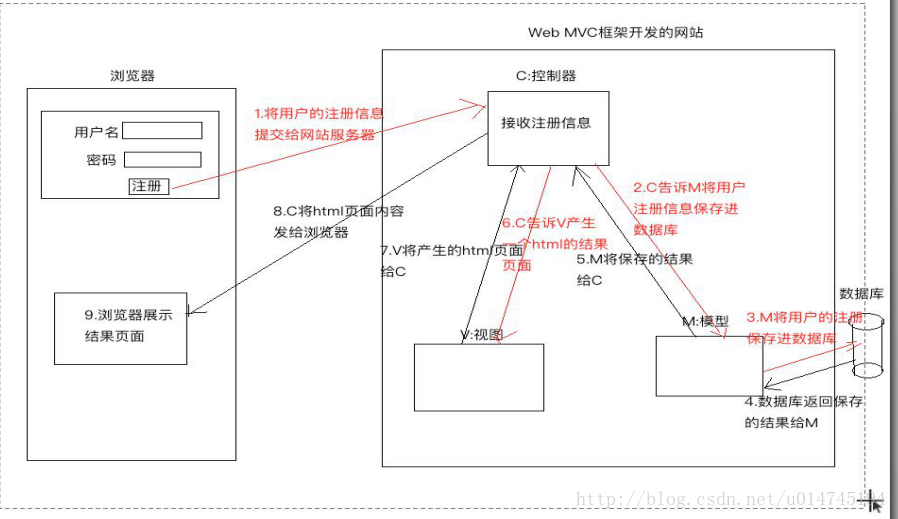 Web MVC框架开发的网站
浏览器
C:控制器
用户名
密码
注册
1.将用户的注册信息
提交给网站服务器
接收注册信息
2.C告诉M将用户
注册信息保存进
数据库
8.C将html页面内容
发给浏览器
6.C告诉V产生
一个html的结果
页面
7.V将产生的html页面
给C
5.M将保存的结果
给C
9.浏览器展示
结果页面
V:视图
M:模型
数据库
3.M将用户的注册
保存进数据库
4.数据库返回保存
的结果给M